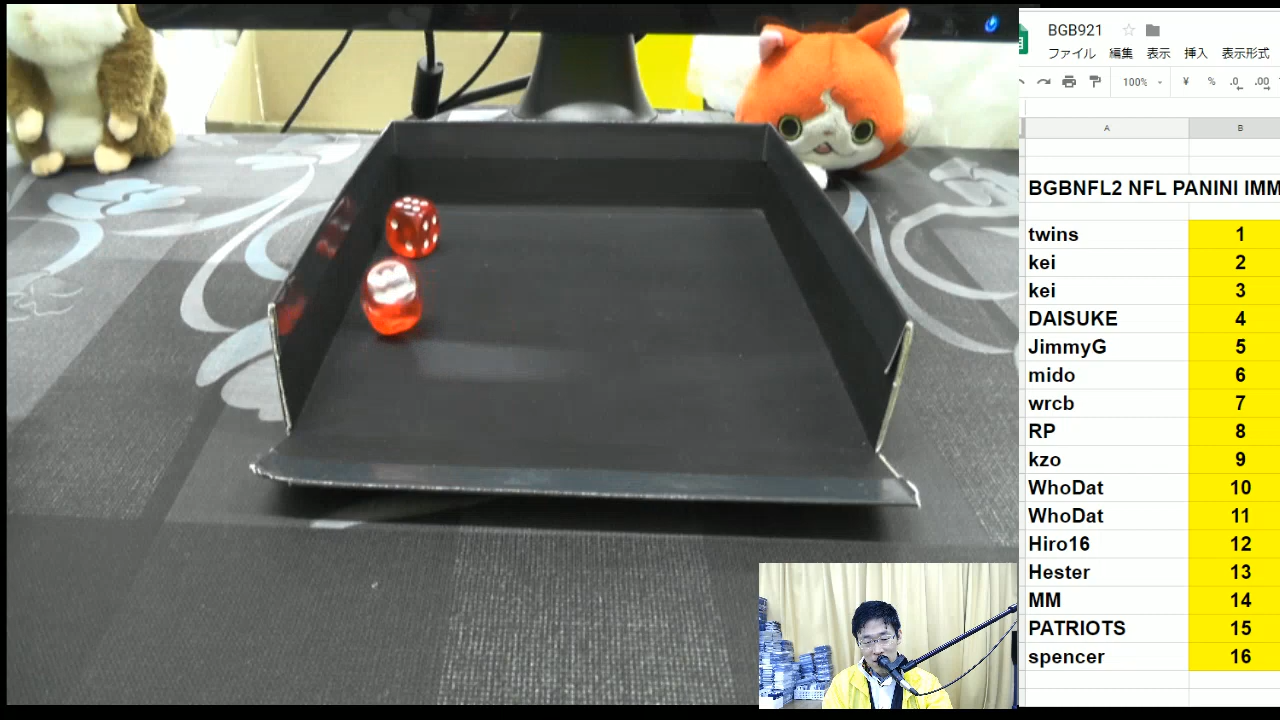 BGB921
ファイル 編集 表示 挿入 表示形式
100% ¥ % .0 .00
A B
BGBNFL2 NFL PANINI IMM
twins 1
kei 2
kei 3
DAISUKE 4
JimmyG 5
mido 6
wrcb 7
RP 8
kzo 9
WhoDat 10
WhoDat 11
Hiro16 12
Hester 13
MM 14
PATRIOTS 15
spencer 16